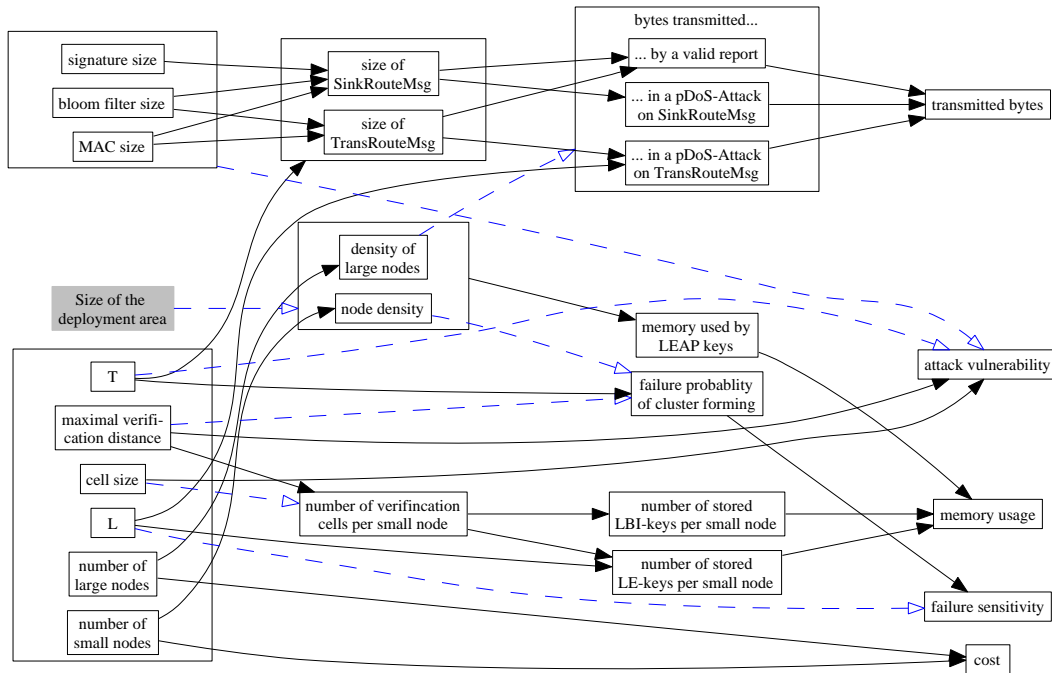 bytes transmitted...
signature size
bloom filter size
MAC size
size of
SinkRouteMsg
size of
TransRouteMsg
... by a valid report
... in a pDoS-Attack
on SinkRouteMsg
... in a pDoS-Attack
on TransRouteMsg
transmitted bytes
Size of the
deployment area
density of
large nodes
node density
memory used by
LEAP keys
failure probablity
of cluster forming
attack vulnerability
T
maximal verifi-
cation distance
cell size
L
number of
large nodes
number of
small nodes
number of verifincation
cells per small node
number of stored
LBI-keys per small node
number of stored
LE-keys per small node
memory usage
failure sensitivity
cost